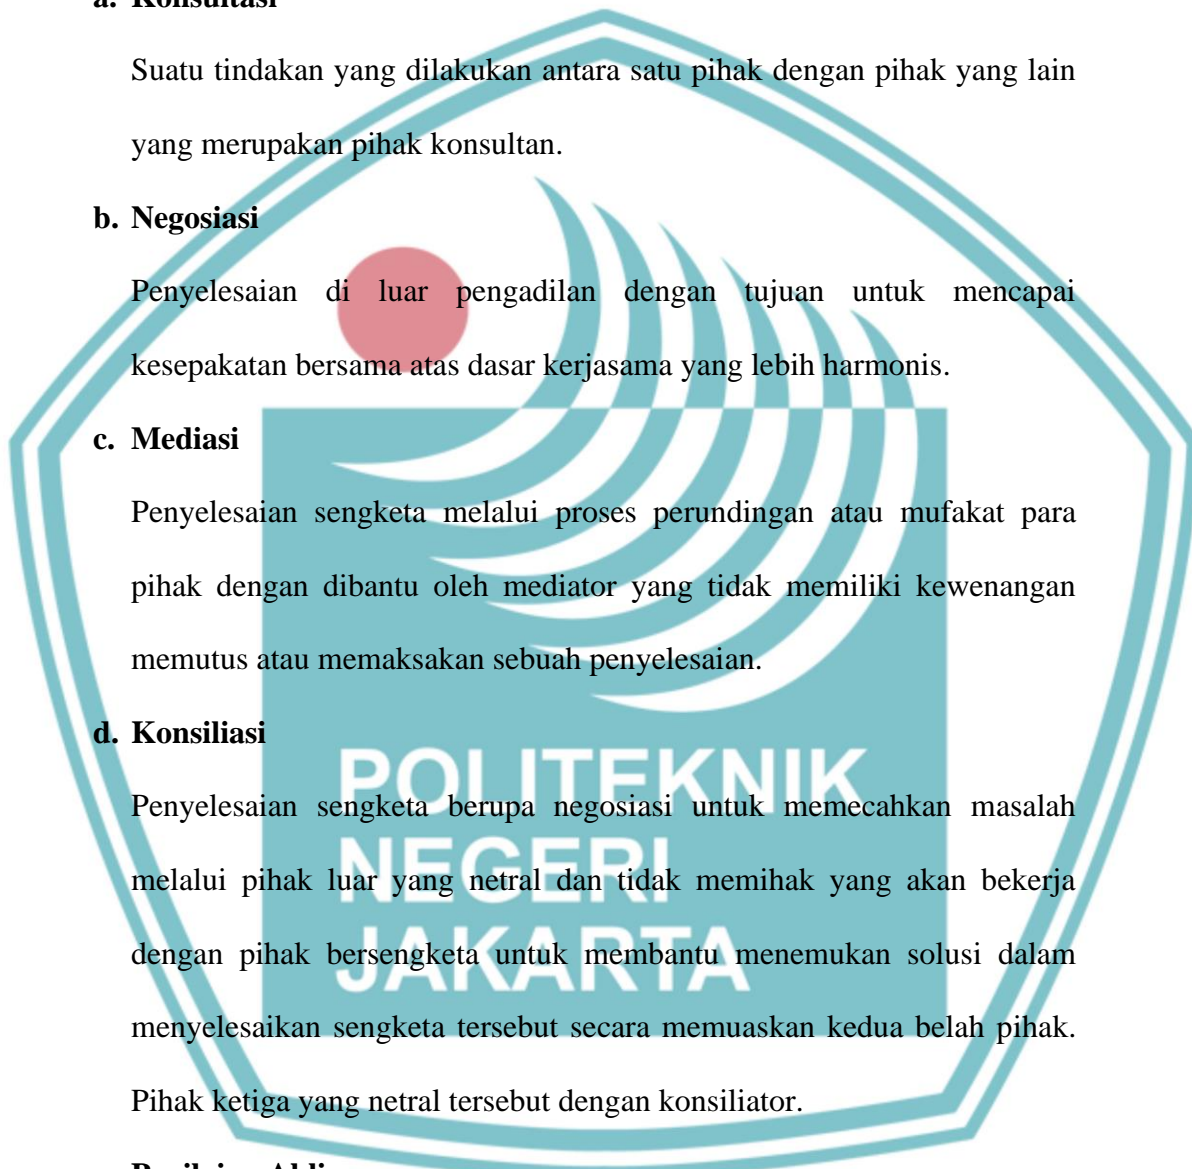 a. Konsultasi
Suatu tindakan yang dilakukan antara satu pihak dengan pihak yang lain
yang merupakan pihak konsultan.
b. Negosiasi
Penyelesaian di luar pengadilan dengan tujuan untuk mencapai
kesepakatan bersama atas dasar kerjasama yang lebih harmonis.
c. Mediasi
Penyelesaian sengketa melalui proses perundingan atau mufakat para
pihak dengan dibantu oleh mediator yang tidak memiliki kewenangan
memutus atau memaksakan sebuah penyelesaian.
d. Konsiliasi
POLITEKNIK
Penyelesaian sengketa berupa negosiasi untuk memecahkan masalah
NEGERI
melalui pihak luar yang netral dan tidak memihak yang akan bekerja
JAKARTA
dengan pihak bersengketa untuk membantu menemukan solusi dalam
menyelesaikan sengketa tersebut secara memuaskan kedua belah pihak.
Pihak ketiga yang netral tersebut dengan konsiliator.
Ahli